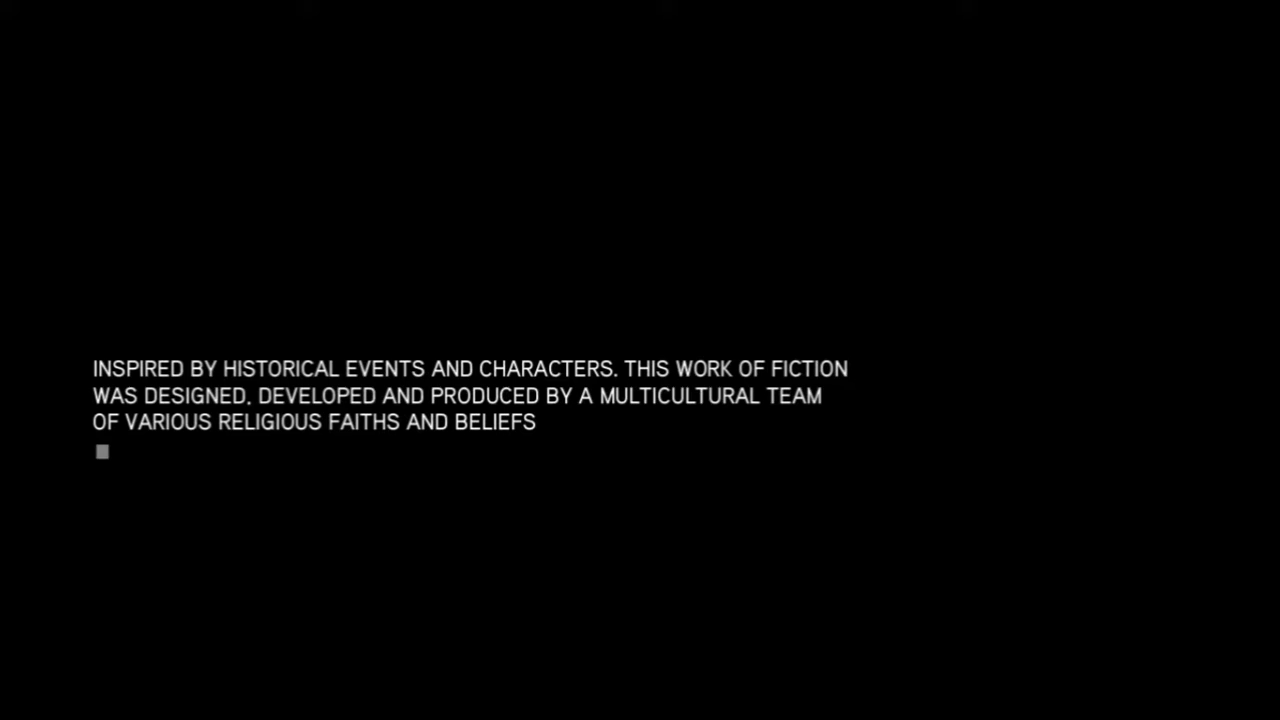 INSPIRED BY HISTORICAL EVENTS AND CHARACTERS. THIS WORK OF FICTION
WAS DESIGNED, DEVELOPED AND PRODUCED BY A MULTICULTURAL TEAM
OF VARIOUS RELIGIOUS FAITHS AND BELIEFS